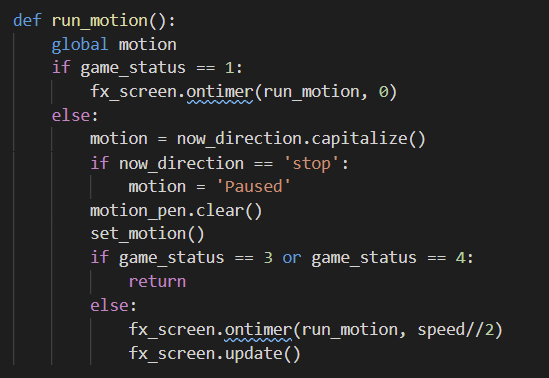 def run_motion():
    global motion
    if game_status == 1:
        fx_screen.ontimer(run_motion, 0)
    else:
        motion = now_direction.capitalize()
        if now_direction == 'stop':
            motion = 'Paused'
        motion_pen.clear()
        set_motion()
        if game_status == 3 or game_status == 4:
            return
        else:
            fx_screen.ontimer(run_motion, speed//2)
            fx_screen.update()